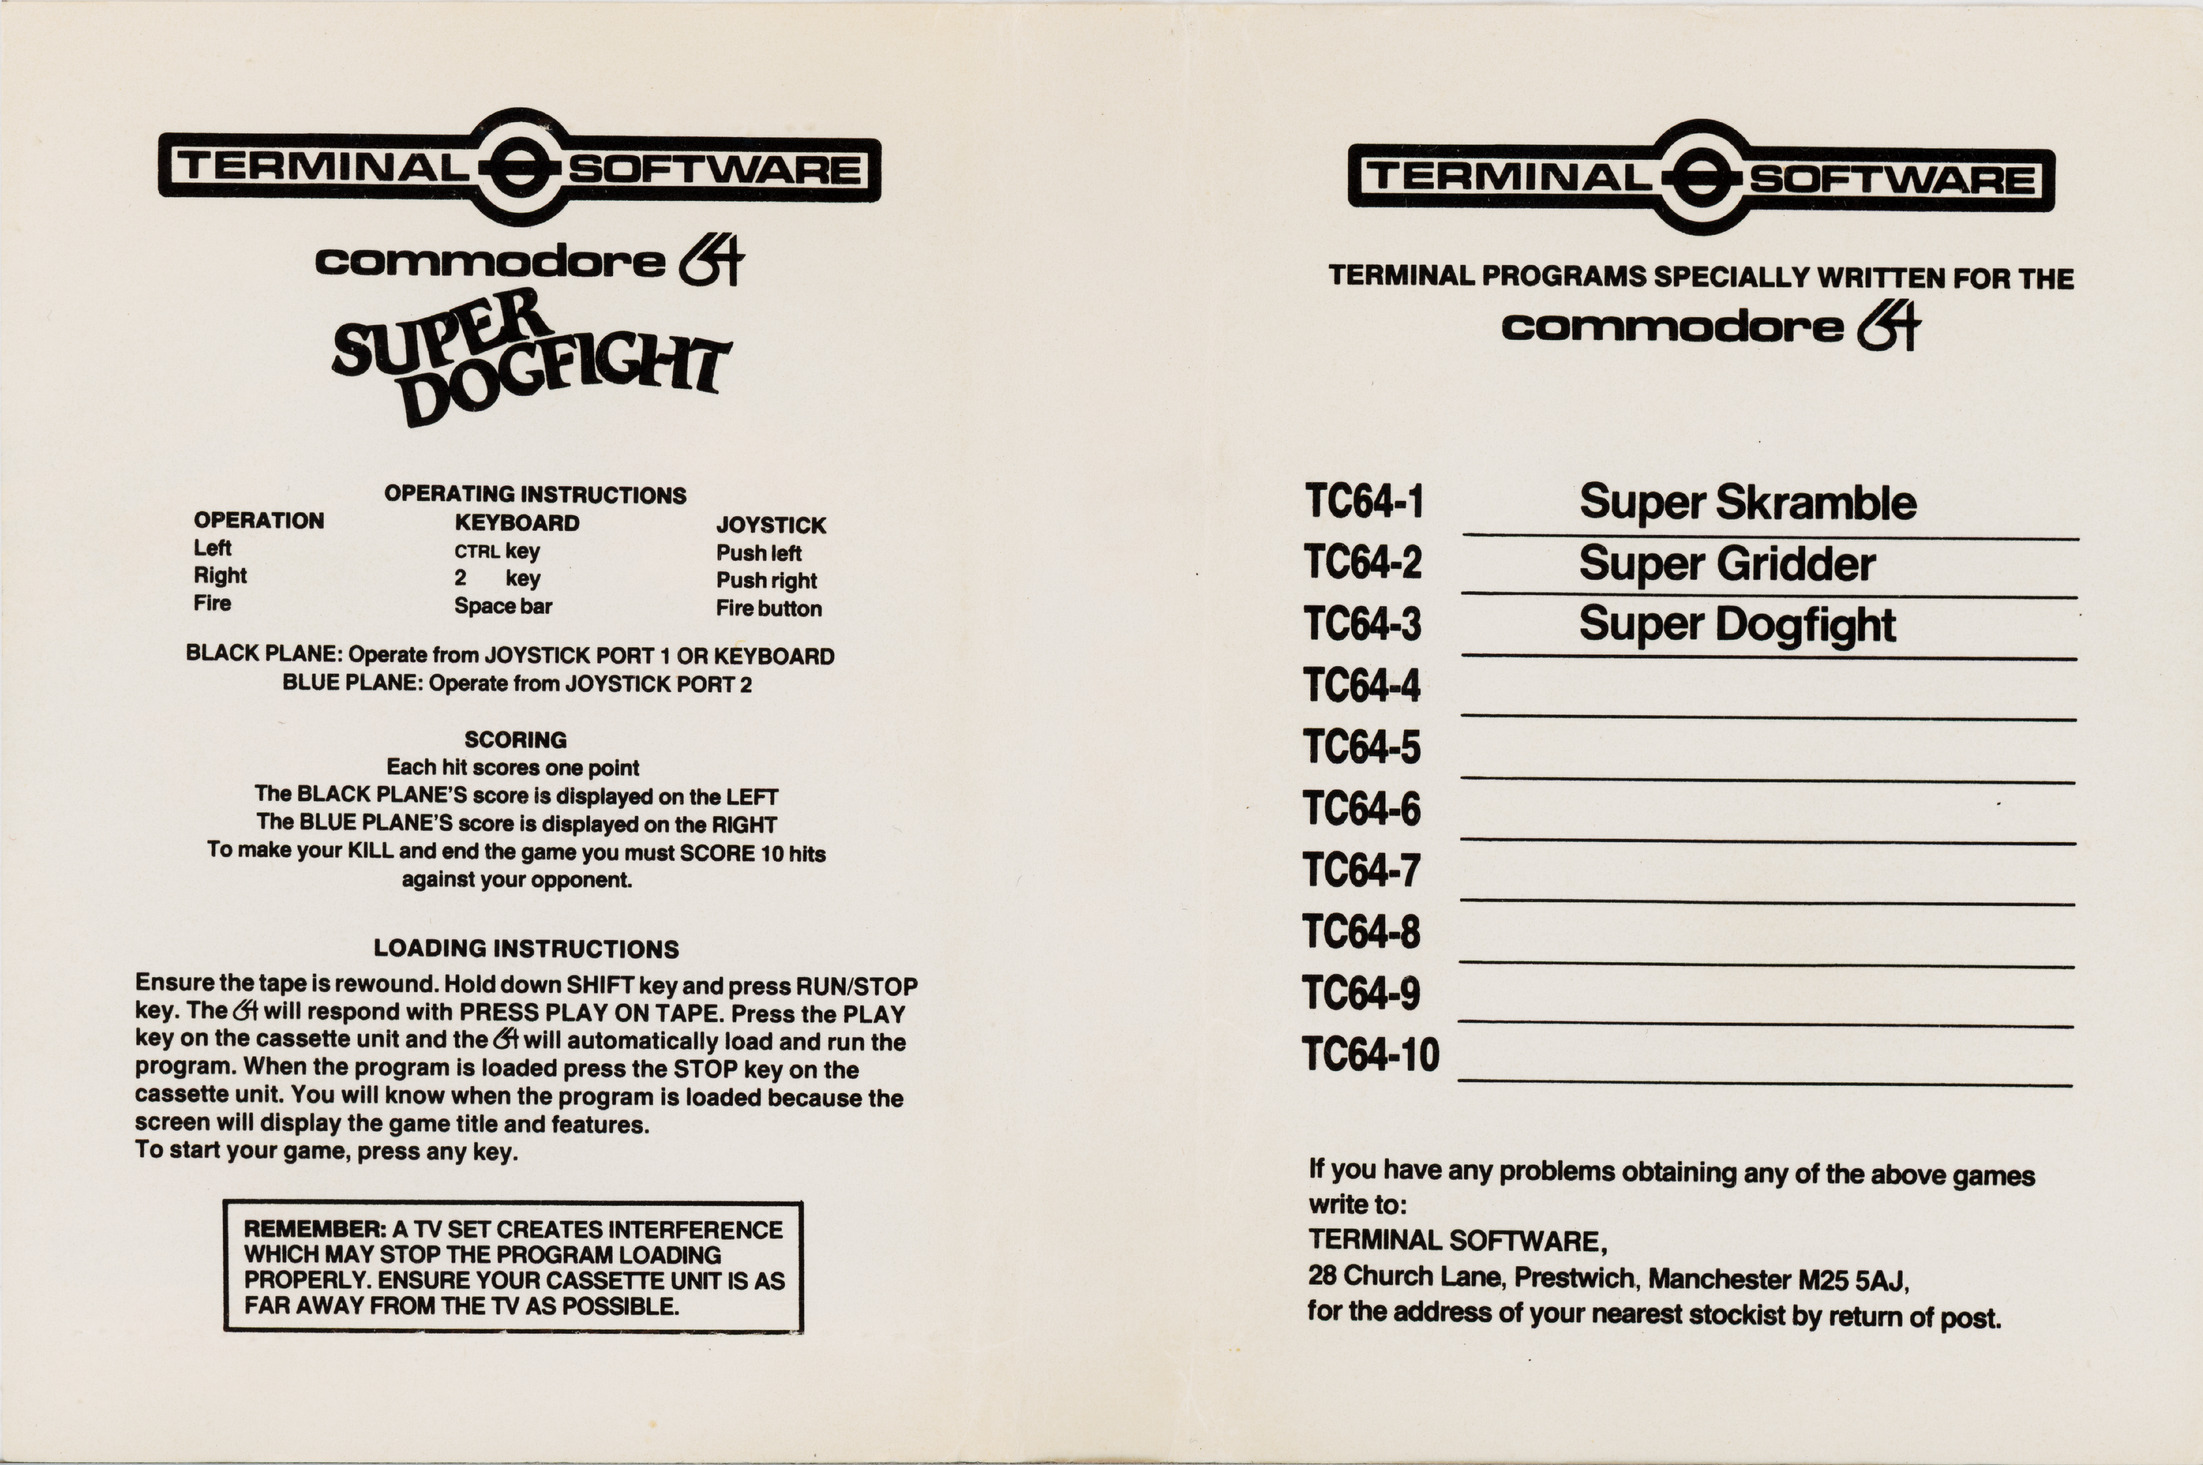 TERMINAL SOFTWARE
commodore 64
SUPER
DOGFIGHT
OPERATING INSTRUCTIONS
OPERATION KEYBOARD JOYSTICK
Left CTRL key Push left
Right 2 key Push right
Fire Space bar Fire button
BLACK PLANE: Operate from JOYSTICK PORT 1 OR KEYBOARD
BLUE PLANE: Operate from JOYSTICK PORT 2
SCORING
Each hit scores one point
The BLACK PLANE'S score is displayed on the LEFT
The BLUE PLANE'S score is displayed on the RIGHT
To make your KILL and end the game you must SCORE 10 hits
against your opponent.
LOADING INSTRUCTIONS
Ensure the tape is rewound. Hold down SHIFT key and press RUN/STOP
key. The 64 will respond with PRESS PLAY ON TAPE. Press the PLAY
key on the cassette unit and the 64 will automatically load and run the
program. When the program is loaded press the STOP key on the
cassette unit. You will know when the program is loaded because the
screen will display the game title and features.
To start your game, press any key.
REMEMBER: A TV SET CREATES INTERFERENCE
WHICH MAY STOP THE PROGRAM LOADING
PROPERLY. ENSURE YOUR CASSETTE UNIT IS AS
FAR AWAY FROM THE TV AS POSSIBLE.
TERMINAL SOFTWARE
TERMINAL PROGRAMS SPECIALLY WRITTEN FOR THE
commodore 64
TC64-1 Super Skramble
TC64-2 Super Gridder
TC64-3 Super Dogfight
TC64-4
TC64-5
TC64-6
TC64-7
TC64-8
TC64-9
TC64-10
If you have any problems obtaining any of the above games
write to:
TERMINAL SOFTWARE,
28 Church Lane, Prestwich, Manchester M25 5AJ,
for the address of your nearest stockist by return of post.